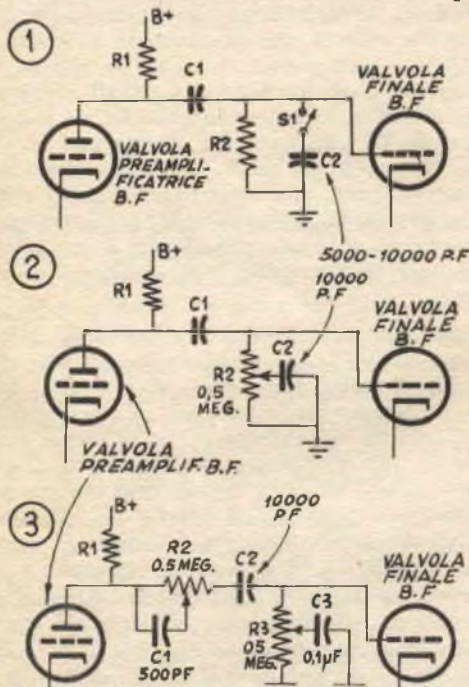 1
B+
R1
C1
VALVOLA
FINALE
B.F
VALVOLA
PREAMPLI-
FICATRICE
B.F
R2
S1
C2
5000-10000 P.F
10000
P.F
2
B+
R1
C1
VALVOLA
FINALE
B.F
R2
0,5
MEG.
C2
VALVOLA
PREAMPLIF. B.F.
3
B+
R1
R2
0.5 MEG.
C1
500PF
10000
PF
C2
VALVOLA
FINALE
B.F
R3
05
MEG.
C3
0,1µF